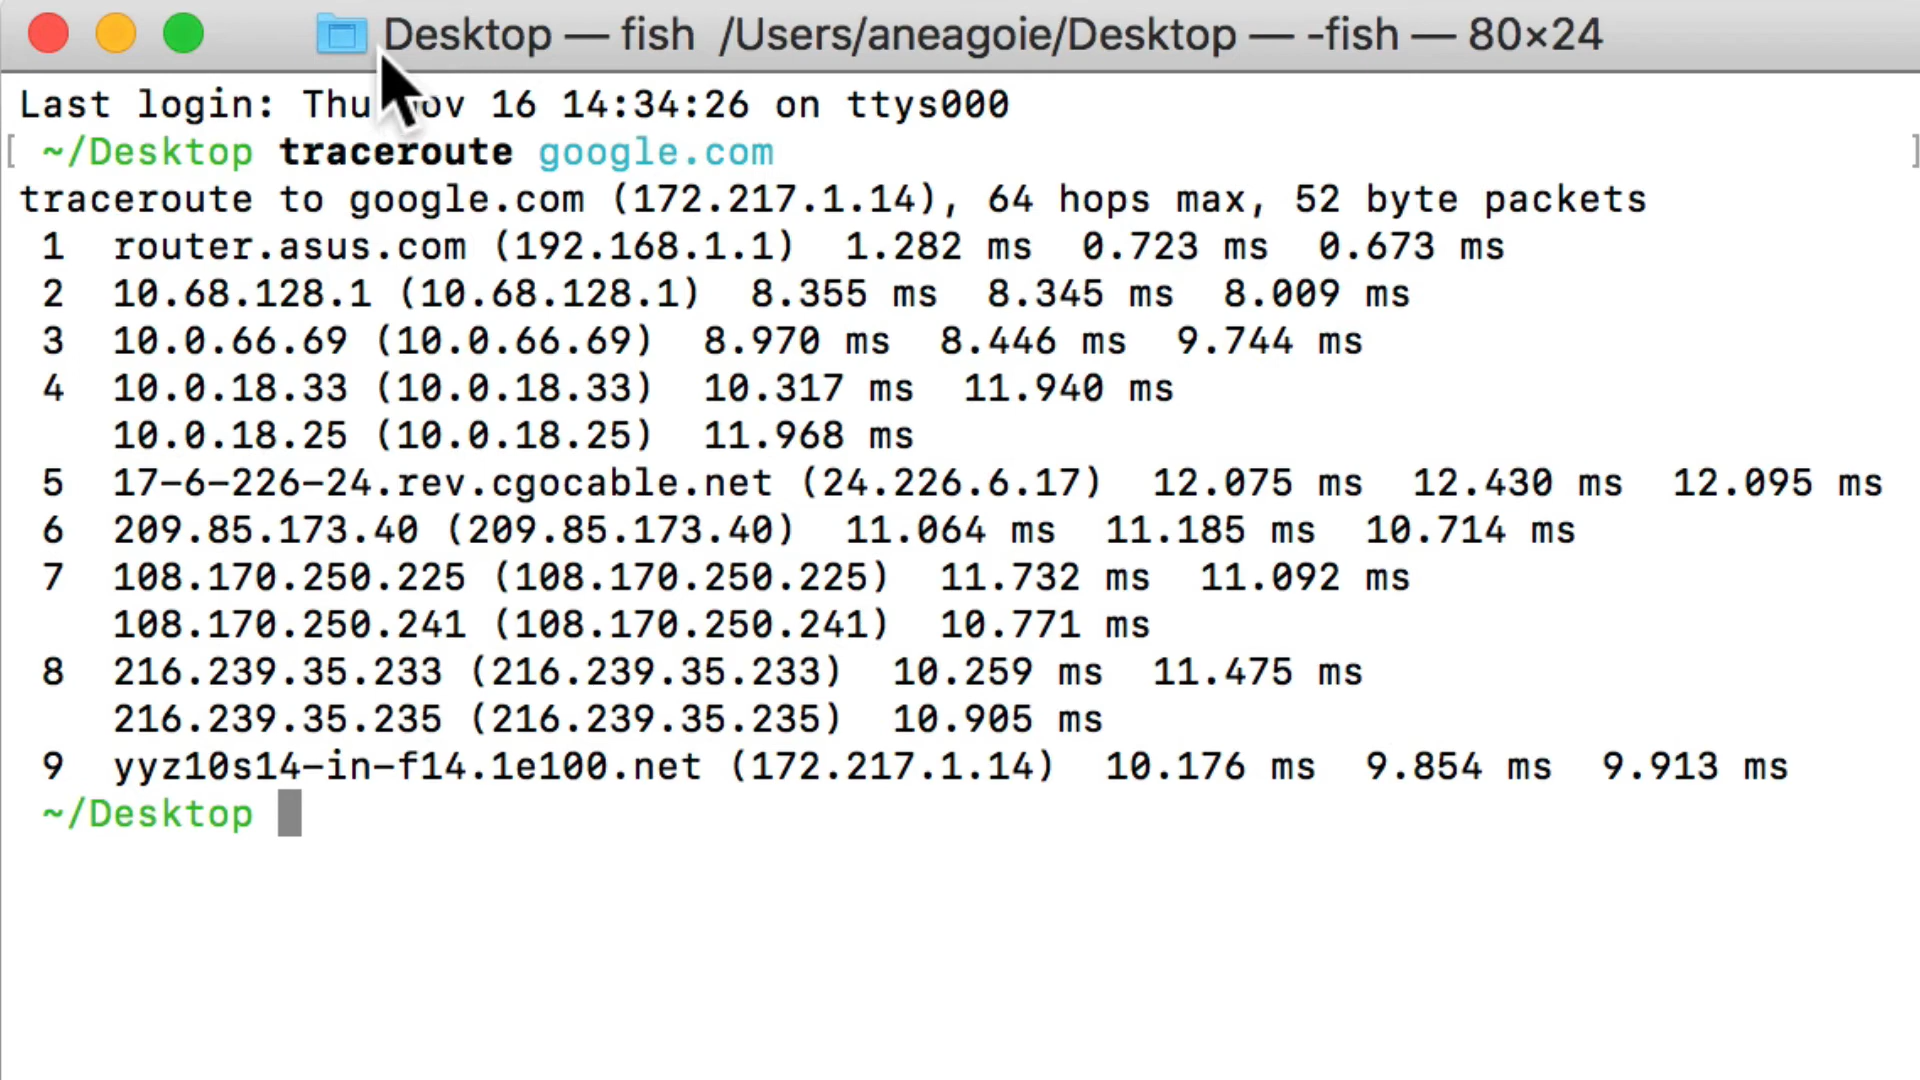 Desktop — fish /Users/aneagoie/Desktop — -fish — 80×24
Last login: Thu ov 16 14:34:26 on ttys000
[ ~/Desktop traceroute google.com ]
traceroute to google.com (172.217.1.14), 64 hops max, 52 byte packets
1 router.asus.com (192.168.1.1) 1.282 ms 0.723 ms 0.673 ms
2 10.68.128.1 (10.68.128.1) 8.355 ms 8.345 ms 8.009 ms
3 10.0.66.69 (10.0.66.69) 8.970 ms 8.446 ms 9.744 ms
4 10.0.18.33 (10.0.18.33) 10.317 ms 11.940 ms
10.0.18.25 (10.0.18.25) 11.968 ms
5 17-6-226-24.rev.cgocable.net (24.226.6.17) 12.075 ms 12.430 ms 12.095 ms
6 209.85.173.40 (209.85.173.40) 11.064 ms 11.185 ms 10.714 ms
7 108.170.250.225 (108.170.250.225) 11.732 ms 11.092 ms
108.170.250.241 (108.170.250.241) 10.771 ms
8 216.239.35.233 (216.239.35.233) 10.259 ms 11.475 ms
216.239.35.235 (216.239.35.235) 10.905 ms
9 yyz10s14-in-f14.1e100.net (172.217.1.14) 10.176 ms 9.854 ms 9.913 ms
~/Desktop